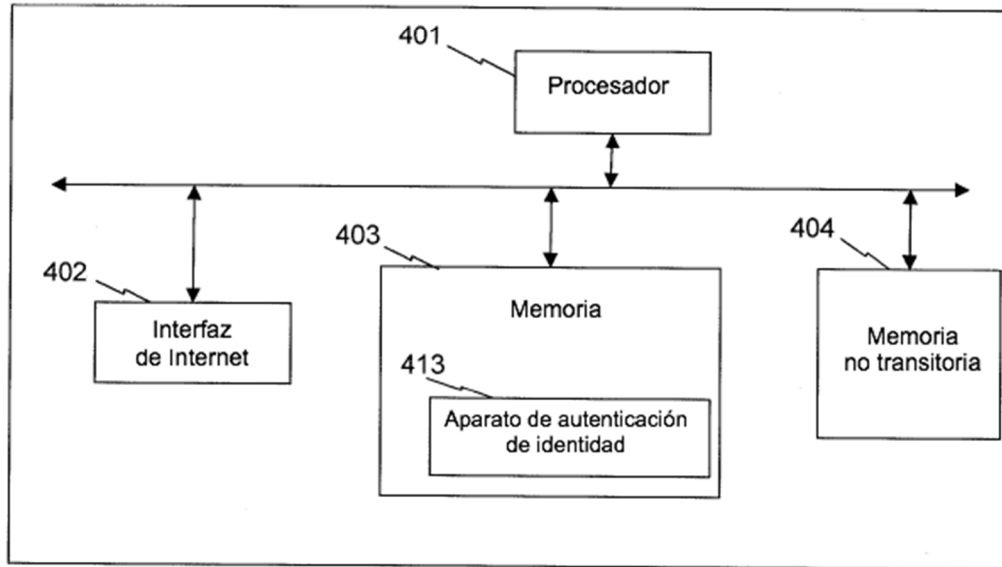 401
Procesador
403
404
402
Interfaz
de Internet
Memoria
413
Aparato de autenticación
de identidad
Memoria
no transitoria